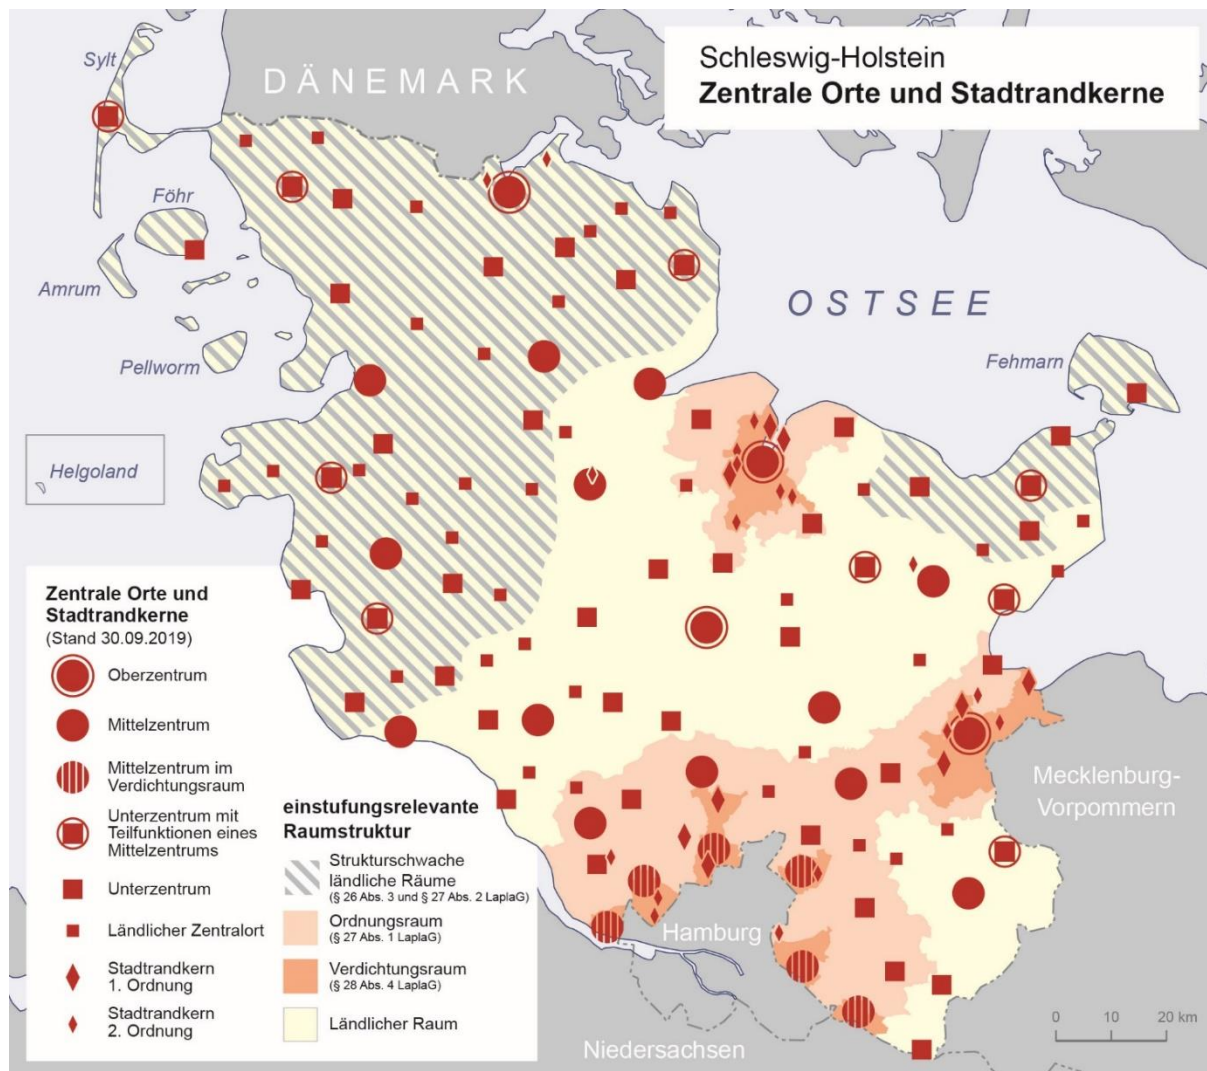 Schleswig-Holstein
Zentrale Orte und Stadtrandkerne
DÄNEMARK
Sylt
Föhr
Amrum
Pellworm
OSTSEE
Fehmarn
Helgoland
Mecklenburg-
Vorpommern
Hamburg
Niedersachsen
Zentrale Orte und
Stadtrandkerne
(Stand 30.09.2019)
Oberzentrum
Mittelzentrum
Mittelzentrum im
Verdichtungsraum
Unterzentrum mit
Teilfunktionen eines
Mittelzentrums
Unterzentrum
Ländlicher Zentralort
Stadtrandkern
1. Ordnung
Stadtrandkern
2. Ordnung
einstufungsrelevante
Raumstruktur
Strukturschwache
ländliche Räume
(§ 26 Abs. 3 und § 27 Abs. 2 LaplaG)
Ordnungsraum
(§ 27 Abs. 1 LaplaG)
Verdichtungsraum
(§ 28 Abs. 4 LaplaG)
Ländlicher Raum
0 10 20 km